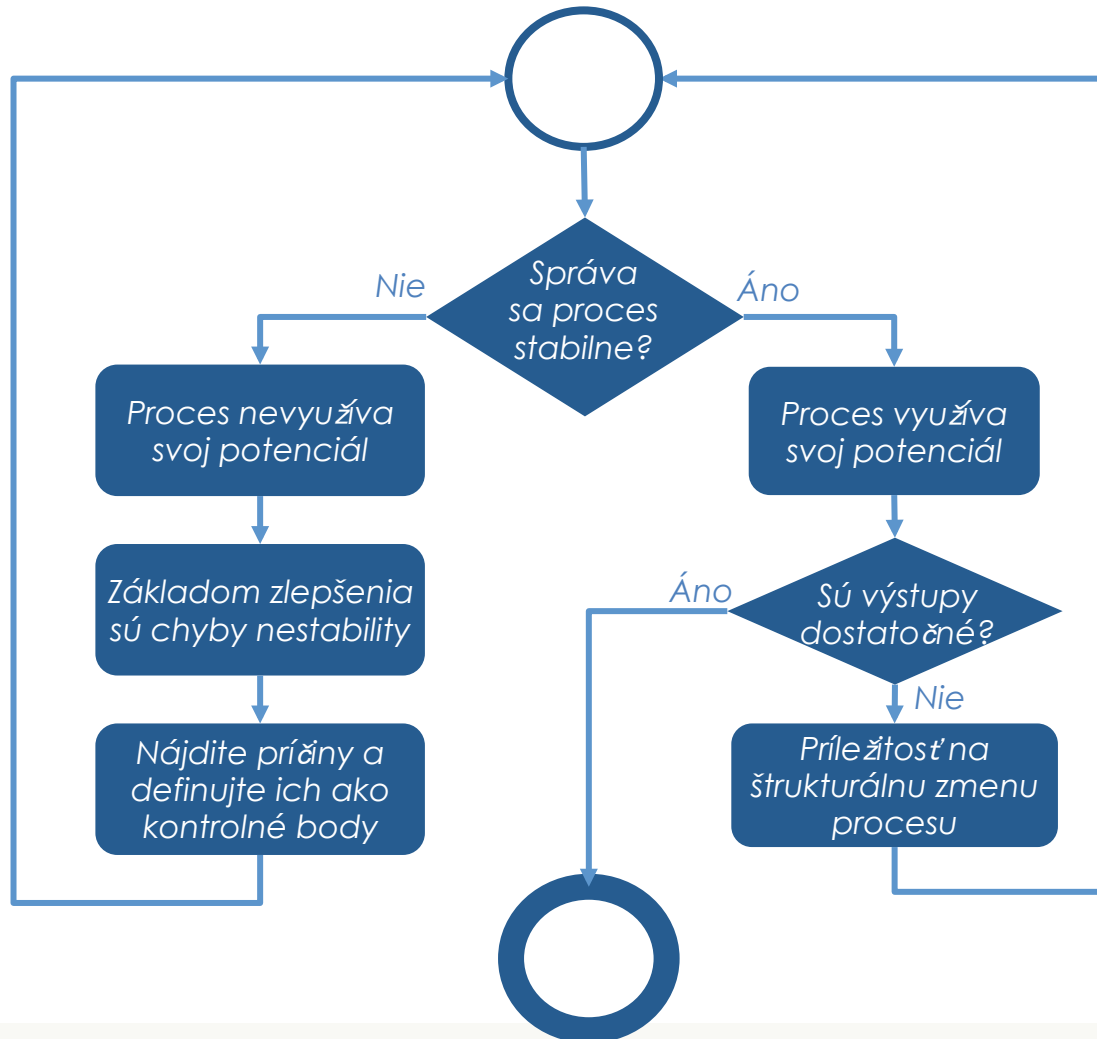 Správa
sa proces
stabilne?
Nie
Áno
Proces nevyužíva
svoj potenciál
Základom zlepšenia
sú chyby nestability
Nájdite príčiny a
definujte ich ako
kontrolné body
Proces využíva
svoj potenciál
Sú výstupy
dostatočné?
Áno
Nie
Príležitosť na
štrukturálnu zmenu
procesu